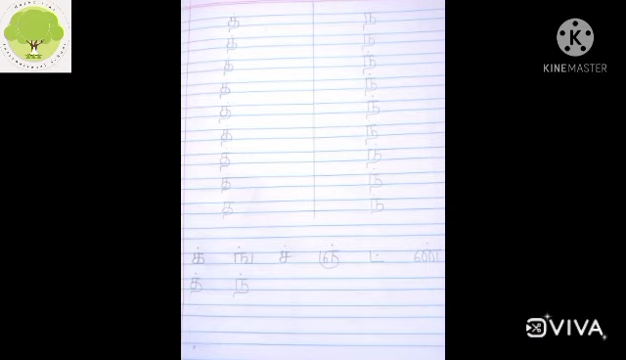 த் ந்
த் ந்
த் ந்
த் ந்
த் ந்
த் ந்
த் ந்
த் ந்
த் ந்
க் ங் ச் ஞ் ட் ண்
த் ந்
KINEMASTER
VIVA